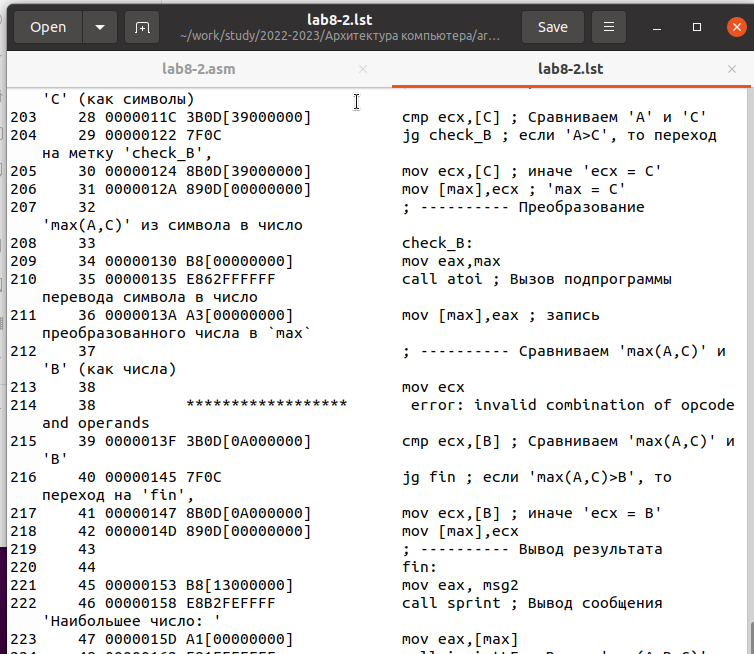 Open
lab8-2.lst
~/work/study/2022-2023/Архитектура компьютера/ar…
Save
lab8-2.asm
lab8-2.lst
'C' (как символы)
203 28 0000011C 3B0D[39000000] cmp ecx,[C] ; Сравниваем 'A' и 'C'
204 29 00000122 7F0C jg check_B ; если 'A>C', то переход
на метку 'check_B',
205 30 00000124 8B0D[39000000] mov ecx,[C] ; иначе 'ecx = C'
206 31 0000012A 890D[00000000] mov [max],ecx ; 'max = C'
207 32 ; ---------- Преобразование
'max(A,C)' из символа в число
208 33 check_B:
209 34 00000130 B8[00000000] mov eax,max
210 35 00000135 E862FFFFFF call atoi ; Вызов подпрограммы
перевода символа в число
211 36 0000013A A3[00000000] mov [max],eax ; запись
преобразованного числа в `max`
212 37 ; ---------- Сравниваем 'max(A,C)' и
'B' (как числа)
213 38 mov ecx
214 38 ****************** error: invalid combination of opcode
and operands
215 39 0000013F 3B0D[0A000000] cmp ecx,[B] ; Сравниваем 'max(A,C)' и
'B'
216 40 00000145 7F0C jg fin ; если 'max(A,C)>B', то
переход на 'fin',
217 41 00000147 8B0D[0A000000] mov ecx,[B] ; иначе 'ecx = B'
218 42 0000014D 890D[00000000] mov [max],ecx
219 43 ; ---------- Вывод результата
220 44 fin:
221 45 00000153 B8[13000000] mov eax, msg2
222 46 00000158 E8B2FEFFFF call sprint ; Вывод сообщения
'Наибольшее число: '
223 47 0000015D A1[00000000] mov eax,[max]